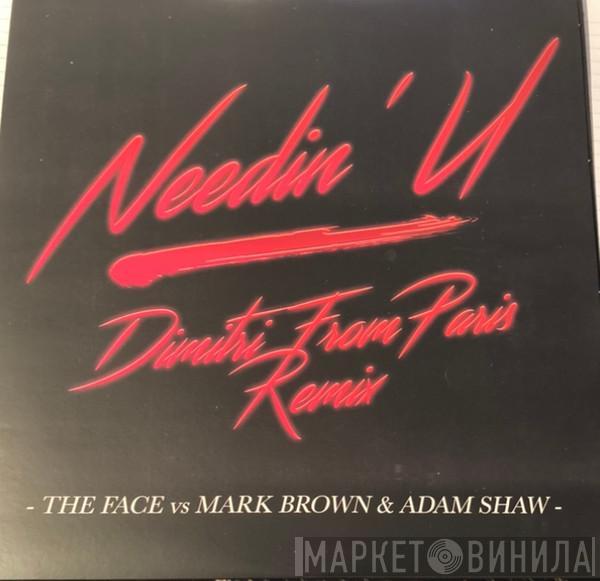 Needin' U
Dimitri From Paris
Remix
- THE FACE vs MARK BROWN & ADAM SHAW -
МАРКЕТ ВИНИЛА